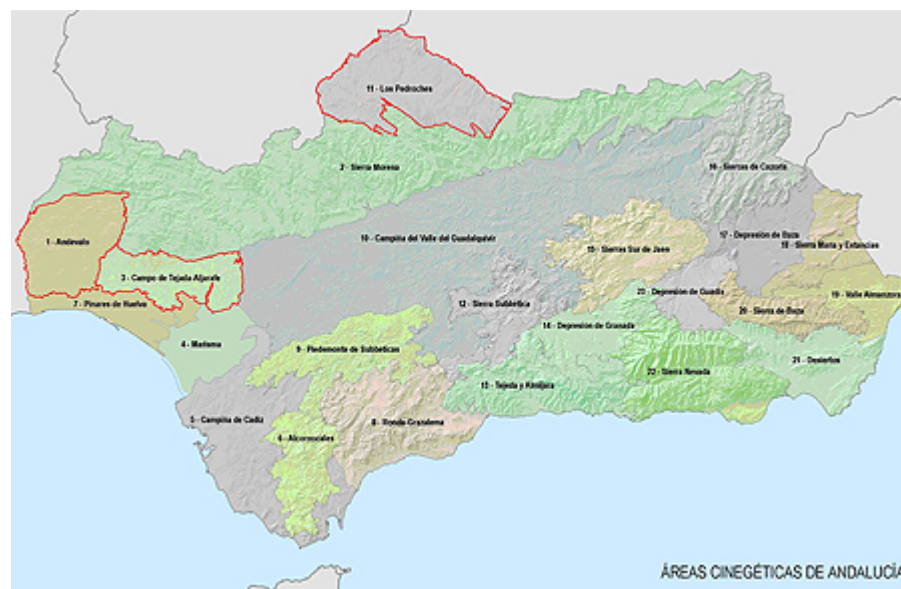 11 - Los Pedroches
2 - Sierra Morena
16 - Sierras de Cazorla
1 - Andevalo
10 - Campiña del Valle del Guadalquivir
17 - Depresión de Baza
15 - Sierras Sur de Jaen
18 - Sierra Maria y Estancias
3 - Campo de Tejada Aljarafe
23 - Depresión de Guadix
19 - Valle Almanzora
7 - Pinares de Huelva
12 - Sierra Subbética
20 - Sierra de Baza
14 - Depresión de Granada
4 - Marisma
9 - Piedemonte de Subbeticas
21 - Desiertos
22 - Sierra Nevada
13 - Tejeda y Almijara
5 - Campiña de Cadiz
8 - Ronda Grazalema
6 - Alcornocales
ÁREAS CINEGÉTICAS DE ANDALUCÍA